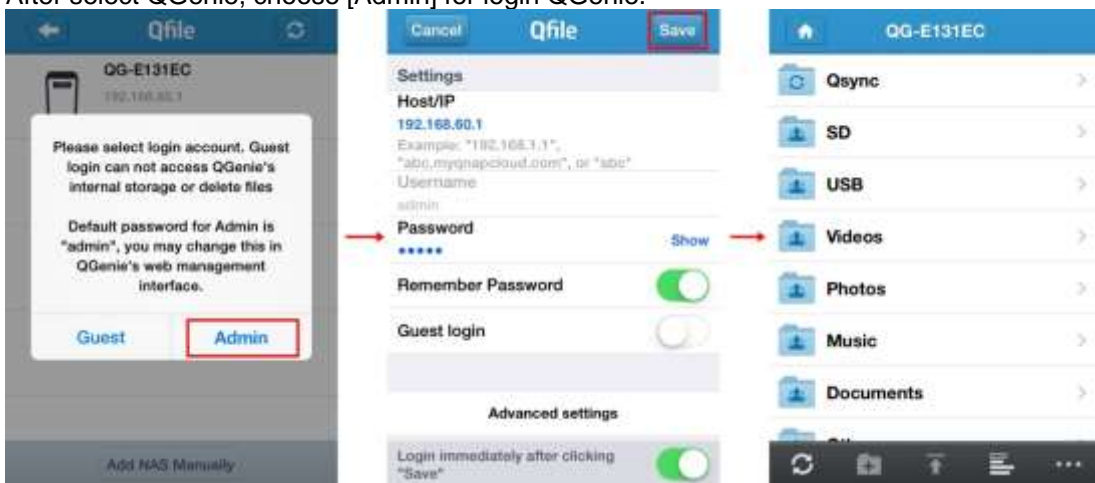 After select QGenie, choose [Admin] for login QGenie.
Qfile
QG-E131EC
192.168.60.1
Please select login account. Guest
login can not access QGenie's
internal storage or delete files
Default password for Admin is
"admin", you may change this in
QGenie's web management
interface.
Guest
Admin
Add NAS Manually
Cancel
Qfile
Save
Settings
Host/IP
192.168.60.1
Example: "192.168.1.1",
"abc.myqnapcloud.com", or "abc"
Username
admin
Password
•••••
Show
Remember Password
Guest login
Advanced settings
Login immediately after clicking
"Save"
QG-E131EC
Qsync
SD
USB
Videos
Photos
Music
Documents